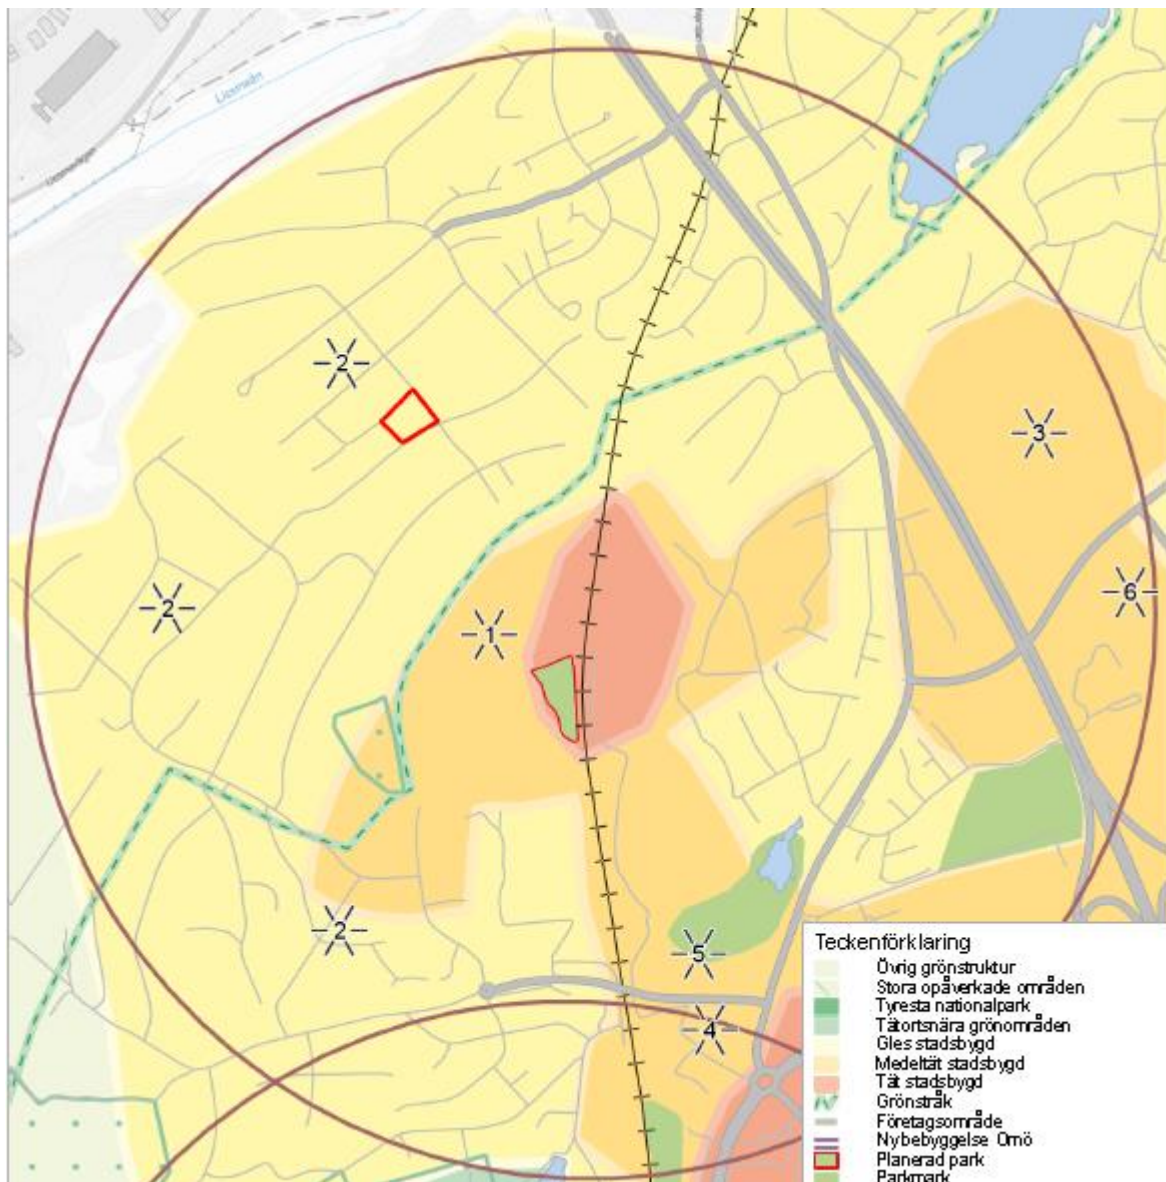 2
3
6
2
1
2
5
4
Teckenförklaring
Övrig grönstruktur
Stora opåverkade områden
Tyresta nationalpark
Tätortsnära grönområden
Gles stadsbygd
Medeltät stadsbygd
Tät stadsbygd
Grönstråk
Företagsområde
Nybebyggelse Ornö
Planerad park
Parkmark